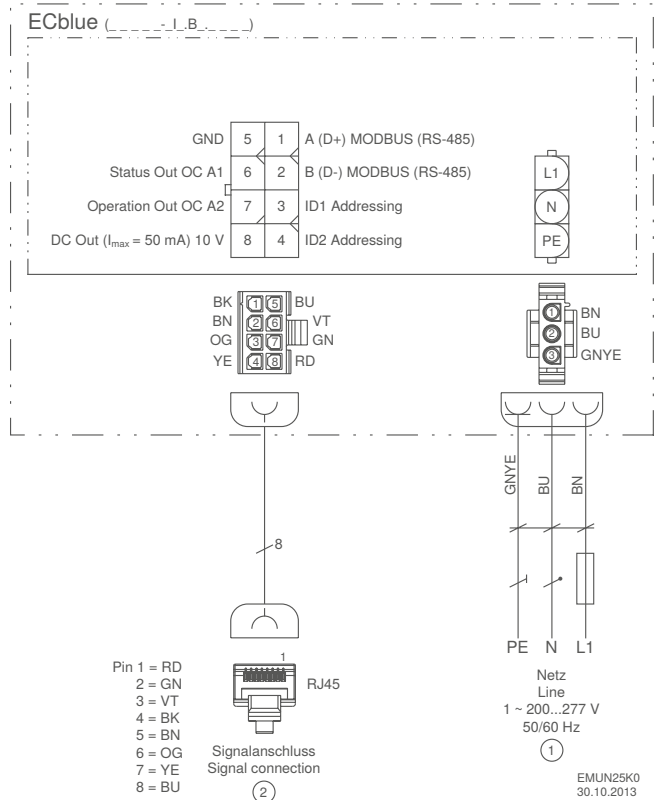 ECblue (_ _ _ _ _-_I_.B_._ _ _ _)
GND 5 1 A (D+) MODBUS (RS-485)
Status Out OC A1 6 2 B (D-) MODBUS (RS-485)
Operation Out OC A2 7 3 ID1 Addressing
DC Out (Imax = 50 mA) 10 V 8 4 ID2 Addressing
L1
N
PE
BK 1 5 BU
BN 2 6 VT
OG 3 7 GN
YE 4 8 RD
1 BN
2 BU
3 GNYE
GNYE
BU
BN
8
PE N L1
Netz
Line
1 ~ 200...277 V
50/60 Hz
1
1
RJ45
Pin 1 = RD
2 = GN
3 = VT
4 = BK
5 = BN
6 = OG
7 = YE
8 = BU
Signalanschluss
Signal connection
2
EMUN25K0
30.10.2013